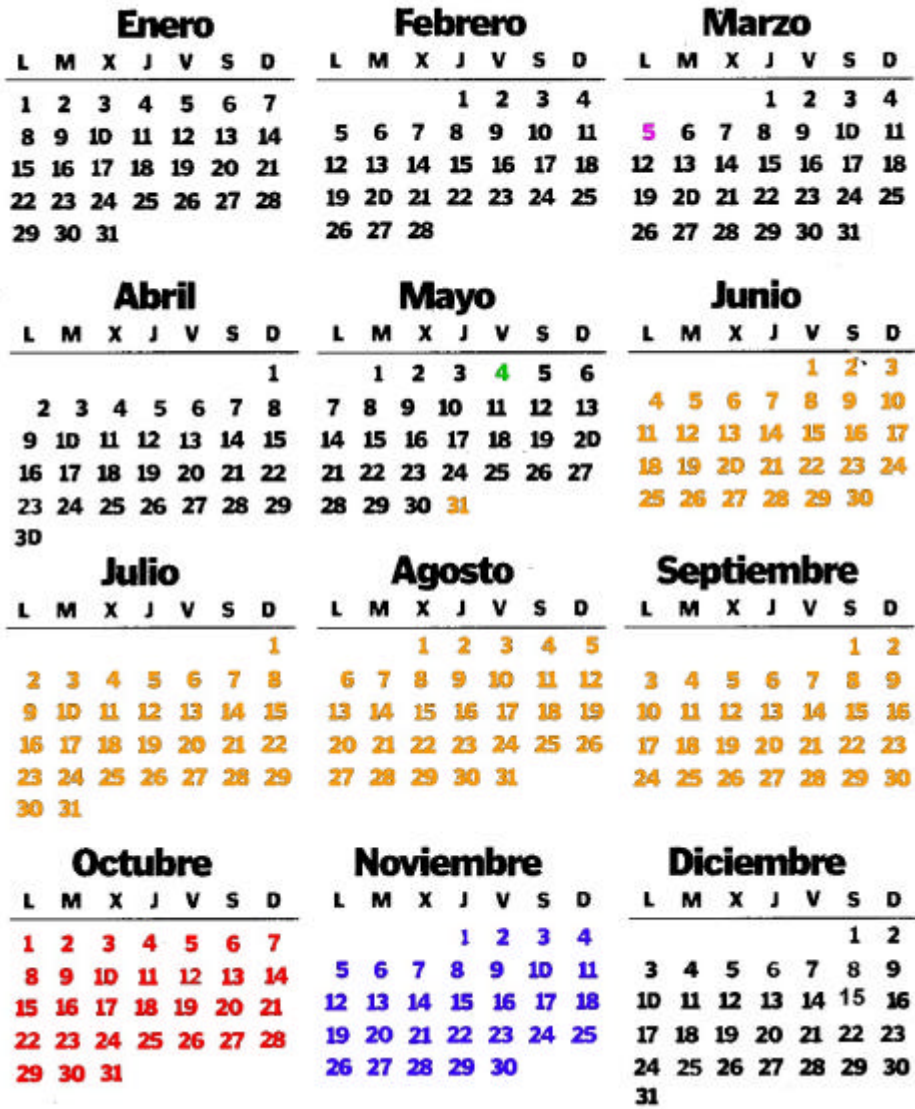 Enero Febrero Marzo
L M X J V S D L M X J V S D L M X J V S D
1 2 3 4 5 6 7 1 2 3 4 1 2 3 4
8 9 10 11 12 13 14 5 6 7 8 9 10 11 5 6 7 8 9 10 11
15 16 17 18 19 20 21 12 13 14 15 16 17 18 12 13 14 15 16 17 18
22 23 24 25 26 27 28 19 20 21 22 23 24 25 19 20 21 22 23 24 25
29 30 31 26 27 28 26 27 28 29 30 31
Abril Mayo Junio
L M X J V S D L M X J V S D L M X J V S D
1 1 2 3 4 5 6 1 2 3
2 3 4 5 6 7 8 7 8 9 10 11 12 13 4 5 6 7 8 9 10
9 10 11 12 13 14 15 14 15 16 17 18 19 20 11 12 13 14 15 16 17
16 17 18 19 20 21 22 21 22 23 24 25 26 27 18 19 20 21 22 23 24
23 24 25 26 27 28 29 28 29 30 31 25 26 27 28 29 30
30
Julio Agosto Septiembre
L M X J V S D L M X J V S D L M X J V S D
1 1 2 3 4 5 1 2
2 3 4 5 6 7 8 6 7 8 9 10 11 12 3 4 5 6 7 8 9
9 10 11 12 13 14 15 13 14 15 16 17 18 19 10 11 12 13 14 15 16
16 17 18 19 20 21 22 20 21 22 23 24 25 26 17 18 19 20 21 22 23
23 24 25 26 27 28 29 27 28 29 30 31 24 25 26 27 28 29 30
30 31
Octubre Noviembre Diciembre
L M X J V S D L M X J V S D L M X J V S D
1 2 3 4 5 6 7 1 2 3 4 1 2
8 9 10 11 12 13 14 5 6 7 8 9 10 11 3 4 5 6 7 8 9
15 16 17 18 19 20 21 12 13 14 15 16 17 18 10 11 12 13 14 15 16
22 23 24 25 26 27 28 19 20 21 22 23 24 25 17 18 19 20 21 22 23
29 30 31 26 27 28 29 30 24 25 26 27 28 29 30
31